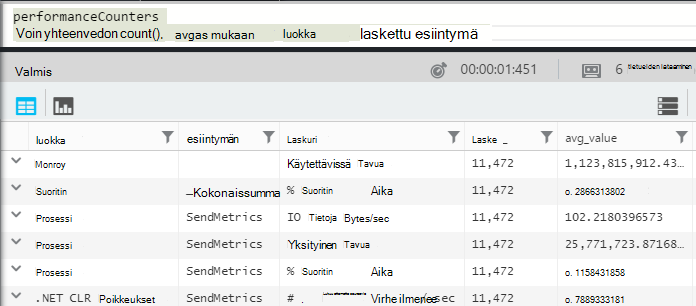 performanceCounters
Voin yhteenvedon count(). avgas mukaan luokka laskettu esiintymä
Valmis 00:00:01:451 6 tietueiden lataaminen
luokka esiintymän Laskuri Laske _ avg_value
Monroy Käytettävissä Tavua 11,472 1,123,815,912.43…
Suoritin —Kokonaissumma % Suoritin Aika 11,472 o. 2866313802
Prosessi SendMetrics IO Tietoja Bytes/sec 11,472 102.2180396573
Prosessi SendMetrics Yksityinen Tavua 11,472 25,771,723.87168…
Prosessi SendMetrics % Suoritin Aika 11,472 o. 1158431858
.NET CLR Poikkeukset SendMetrics # Virhe ilmenee / sec 11,472 o. 7889333181